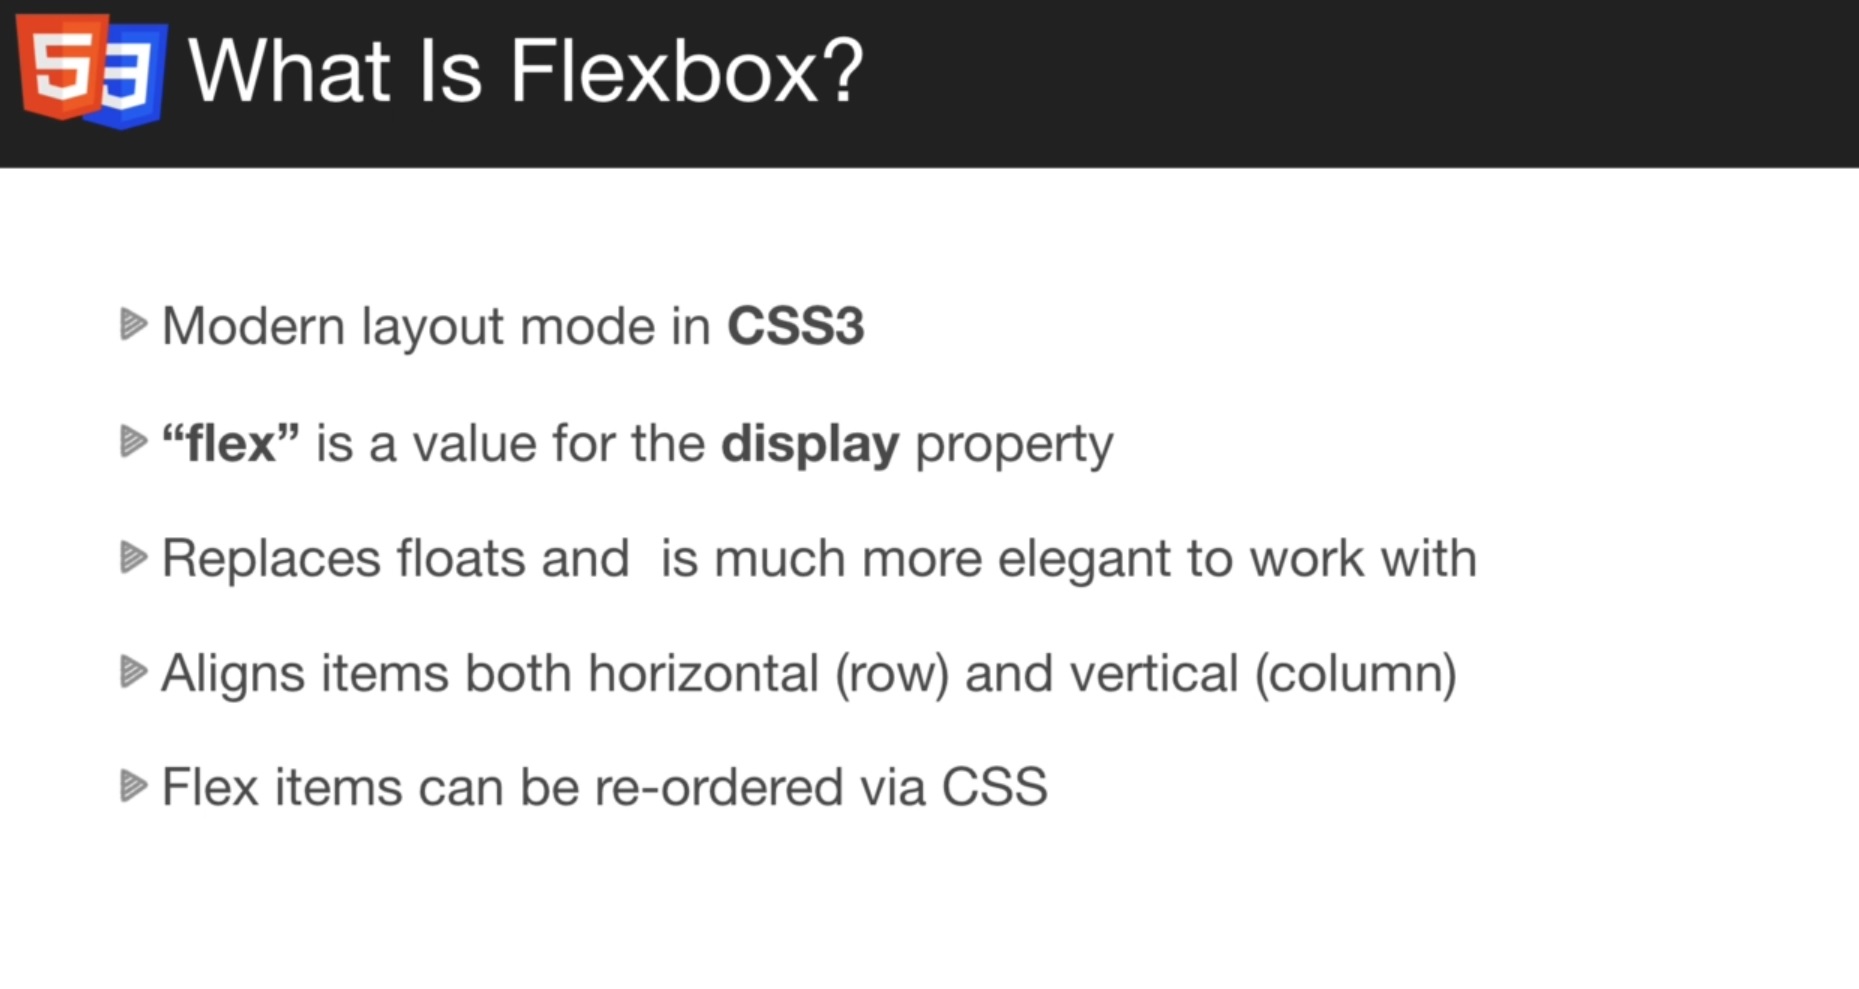 53 What Is Flexbox?
Modern layout mode in CSS3
“flex” is a value for the display property
Replaces floats and  is much more elegant to work with
Aligns items both horizontal (row) and vertical (column)
Flex items can be re-ordered via CSS